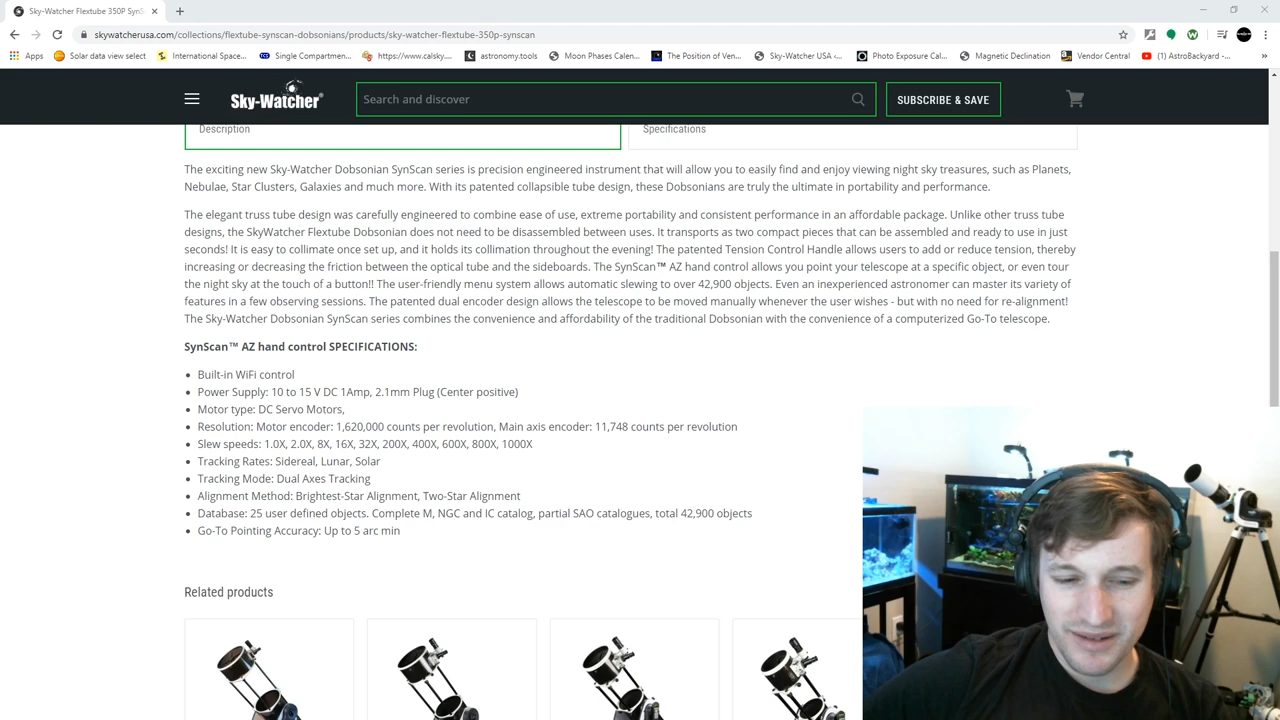 Sky-Watcher Flextube 350P SynS
skywatcherusa.com/collections/flextube-synscan-dobsonians/products/sky-watcher-flextube-350p-synscan
Apps Solar data view select International Space... Single Compartmen... https://www.calsky.... astronomy.tools Moon Phases Calen... The Position of Ven... Sky-Watcher USA ‹... Photo Exposure Cal... Magnetic Declination Vendor Central (1) AstroBackyard -...
Sky-Watcher® Search and discover SUBSCRIBE & SAVE
Description Specifications
The exciting new Sky-Watcher Dobsonian SynScan series is precision engineered instrument that will allow you to easily find and enjoy viewing night sky treasures, such as Planets,
Nebulae, Star Clusters, Galaxies and much more. With its patented collapsible tube design, these Dobsonians are truly the ultimate in portability and performance.
The elegant truss tube design was carefully engineered to combine ease of use, extreme portability and consistent performance in an affordable package. Unlike other truss tube
designs, the SkyWatcher Flextube Dobsonian does not need to be disassembled between uses. It transports as two compact pieces that can be assembled and ready to use in just
seconds! It is easy to collimate once set up, and it holds its collimation throughout the evening! The patented Tension Control Handle allows users to add or reduce tension, thereby
increasing or decreasing the friction between the optical tube and the sideboards. The SynScan™ AZ hand control allows you point your telescope at a specific object, or even tour
the night sky at the touch of a button!! The user-friendly menu system allows automatic slewing to over 42,900 objects. Even an inexperienced astronomer can master its variety of
features in a few observing sessions. The patented dual encoder design allows the telescope to be moved manually whenever the user wishes - but with no need for re-alignment!
The Sky-Watcher Dobsonian SynScan series combines the convenience and affordability of the traditional Dobsonian with the convenience of a computerized Go-To telescope.
SynScan™ AZ hand control SPECIFICATIONS:
• Built-in WiFi control
• Power Supply: 10 to 15 V DC 1Amp, 2.1mm Plug (Center positive)
• Motor type: DC Servo Motors,
• Resolution: Motor encoder: 1,620,000 counts per revolution, Main axis encoder: 11,748 counts per revolution
• Slew speeds: 1.0X, 2.0X, 8X, 16X, 32X, 200X, 400X, 600X, 800X, 1000X
• Tracking Rates: Sidereal, Lunar, Solar
• Tracking Mode: Dual Axes Tracking
• Alignment Method: Brightest-Star Alignment, Two-Star Alignment
• Database: 25 user defined objects. Complete M, NGC and IC catalog, partial SAO catalogues, total 42,900 objects
• Go-To Pointing Accuracy: Up to 5 arc min
Related products